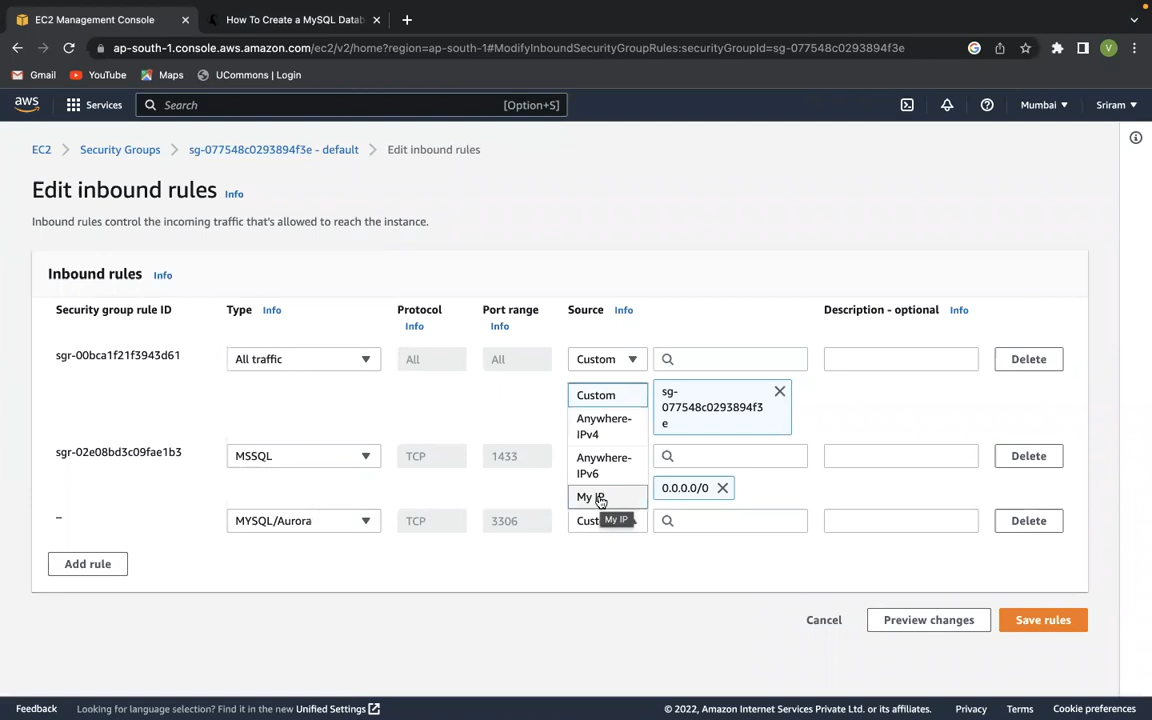 EC2 Management Console
How To Create a MySQL Datab
ap-south-1.console.aws.amazon.com/ec2/v2/home?region=ap-south-1#ModifyInboundSecurityGroupRules:securityGroupId=sg-077548c0293894f3e
V
Gmail
YouTube
Maps
UCommons | Login
aws
Services
Search
[Option+S]
Mumbai
Sriram
EC2
Security Groups
sg-077548c0293894f3e - default
Edit inbound rules
Edit inbound rules Info
Inbound rules control the incoming traffic that's allowed to reach the instance.
Inbound rules Info
Security group rule ID
Type Info
Protocol
Info
Port range
Info
Source Info
Description - optional Info
sgr-00bca1f21f3943d61
All traffic
All
All
Custom
Delete
Custom
Anywhere-
IPv4
Anywhere-
IPv6
My IP
sg-
077548c0293894f3
e
sgr-02e08bd3c09fae1b3
MSSQL
TCP
1433
Delete
0.0.0.0/0
My IP
–
MYSQL/Aurora
TCP
3306
Delete
Add rule
Cancel
Preview changes
Save rules
Feedback
Looking for language selection? Find it in the new Unified Settings
© 2022, Amazon Internet Services Private Ltd. or its affiliates.
Privacy
Terms
Cookie preferences